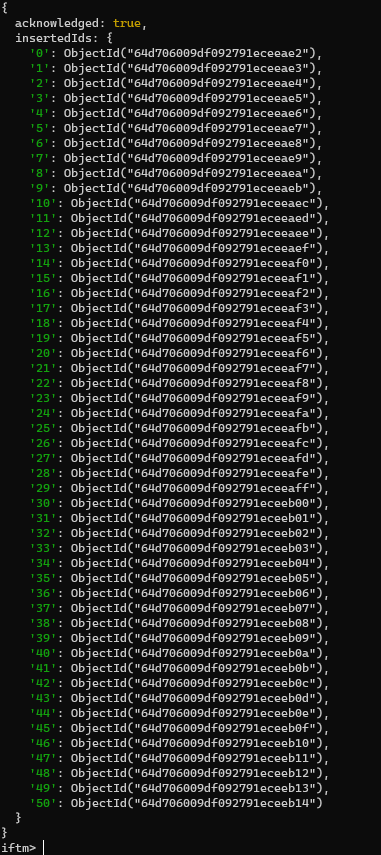 {
  acknowledged: true,
  insertedIds: {
    '0': ObjectId("64d706009df092791eceeae2"),
    '1': ObjectId("64d706009df092791eceeae3"),
    '2': ObjectId("64d706009df092791eceeae4"),
    '3': ObjectId("64d706009df092791eceeae5"),
    '4': ObjectId("64d706009df092791eceeae6"),
    '5': ObjectId("64d706009df092791eceeae7"),
    '6': ObjectId("64d706009df092791eceeae8"),
    '7': ObjectId("64d706009df092791eceeae9"),
    '8': ObjectId("64d706009df092791eceeaea"),
    '9': ObjectId("64d706009df092791eceeaeb"),
    '10': ObjectId("64d706009df092791eceeaec"),
    '11': ObjectId("64d706009df092791eceeaed"),
    '12': ObjectId("64d706009df092791eceeaee"),
    '13': ObjectId("64d706009df092791eceeaef"),
    '14': ObjectId("64d706009df092791eceeaf0"),
    '15': ObjectId("64d706009df092791eceeaf1"),
    '16': ObjectId("64d706009df092791eceeaf2"),
    '17': ObjectId("64d706009df092791eceeaf3"),
    '18': ObjectId("64d706009df092791eceeaf4"),
    '19': ObjectId("64d706009df092791eceeaf5"),
    '20': ObjectId("64d706009df092791eceeaf6"),
    '21': ObjectId("64d706009df092791eceeaf7"),
    '22': ObjectId("64d706009df092791eceeaf8"),
    '23': ObjectId("64d706009df092791eceeaf9"),
    '24': ObjectId("64d706009df092791eceeafa"),
    '25': ObjectId("64d706009df092791eceeafb"),
    '26': ObjectId("64d706009df092791eceeafc"),
    '27': ObjectId("64d706009df092791eceeafd"),
    '28': ObjectId("64d706009df092791eceeafe"),
    '29': ObjectId("64d706009df092791eceeaff"),
    '30': ObjectId("64d706009df092791eceeb00"),
    '31': ObjectId("64d706009df092791eceeb01"),
    '32': ObjectId("64d706009df092791eceeb02"),
    '33': ObjectId("64d706009df092791eceeb03"),
    '34': ObjectId("64d706009df092791eceeb04"),
    '35': ObjectId("64d706009df092791eceeb05"),
    '36': ObjectId("64d706009df092791eceeb06"),
    '37': ObjectId("64d706009df092791eceeb07"),
    '38': ObjectId("64d706009df092791eceeb08"),
    '39': ObjectId("64d706009df092791eceeb09"),
    '40': ObjectId("64d706009df092791eceeb0a"),
    '41': ObjectId("64d706009df092791eceeb0b"),
    '42': ObjectId("64d706009df092791eceeb0c"),
    '43': ObjectId("64d706009df092791eceeb0d"),
    '44': ObjectId("64d706009df092791eceeb0e"),
    '45': ObjectId("64d706009df092791eceeb0f"),
    '46': ObjectId("64d706009df092791eceeb10"),
    '47': ObjectId("64d706009df092791eceeb11"),
    '48': ObjectId("64d706009df092791eceeb12"),
    '49': ObjectId("64d706009df092791eceeb13"),
    '50': ObjectId("64d706009df092791eceeb14")
  }
}
iftm>